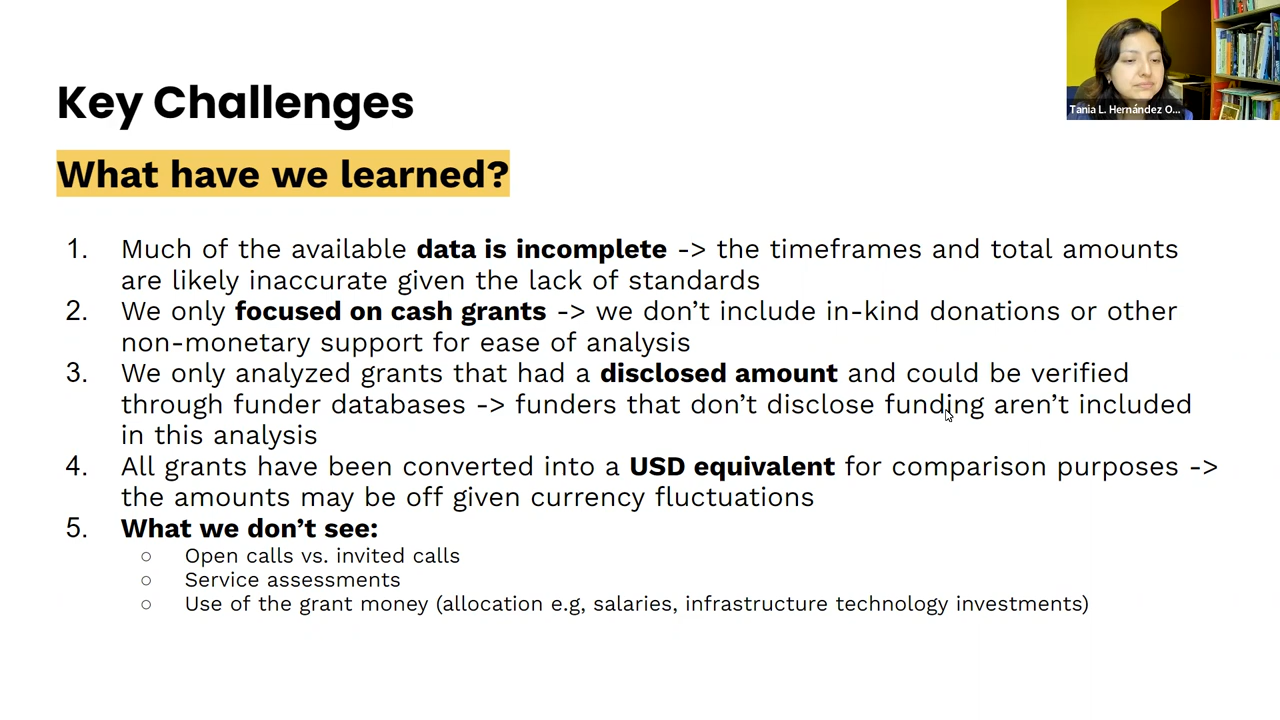 Key Challenges
What have we learned?
1. Much of the available data is incomplete -> the timeframes and total amounts
are likely inaccurate given the lack of standards
2. We only focused on cash grants -> we don’t include in-kind donations or other
non-monetary support for ease of analysis
3. We only analyzed grants that had a disclosed amount and could be verified
through funder databases -> funders that don’t disclose funding aren’t included
in this analysis
4. All grants have been converted into a USD equivalent for comparison purposes ->
the amounts may be off given currency fluctuations
5. What we don’t see:
○ Open calls vs. invited calls
○ Service assessments
○ Use of the grant money (allocation e.g, salaries, infrastructure technology investments)
Tania L. Hernández O...